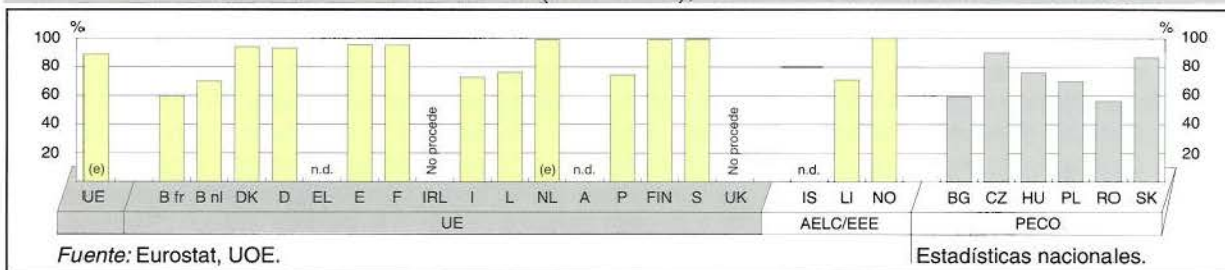 % %
100 100
80 80
60 60
40 40
20 20
(e) n.d. No procede (e) n.d. No procede n.d.
UE B fr B nl DK D EL E F IRL I L NL A P FIN S UK IS LI NO BG CZ HU PL RO SK
UE AELC/EEE PECO
Fuente: Eurostat, UOE. Estadísticas nacionales.